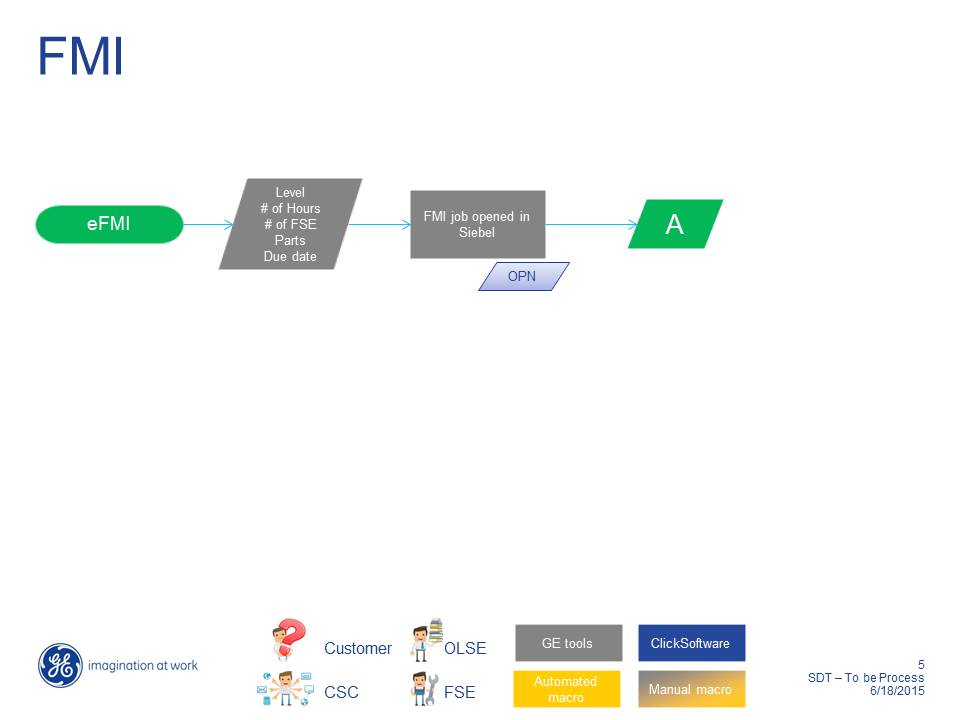 FMI
eFMI
Level
# of Hours
# of FSE
Parts
Due date
FMI job opened in
Siebel
A
OPN
Customer
OLSE
GE tools
ClickSoftware
CSC
FSE
Automated
macro
Manual macro
GE
imagination at work
5
SDT – To be Process
6/18/2015